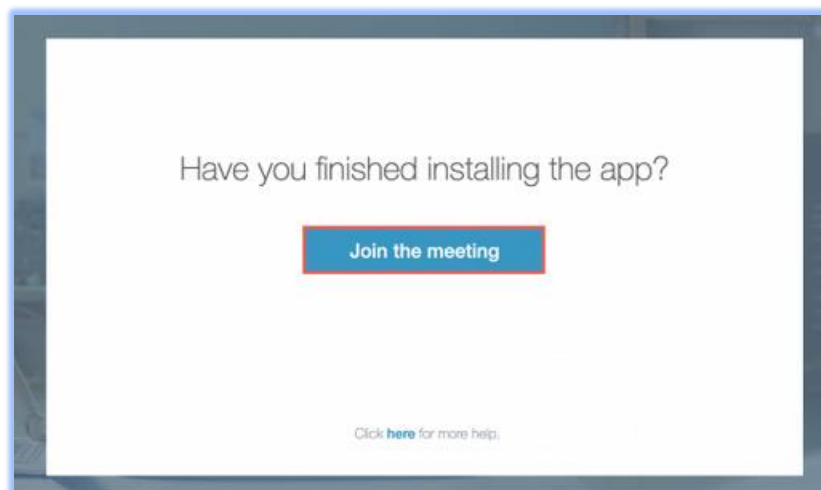 Have you finished installing the app?
Join the meeting
Click here for more help.